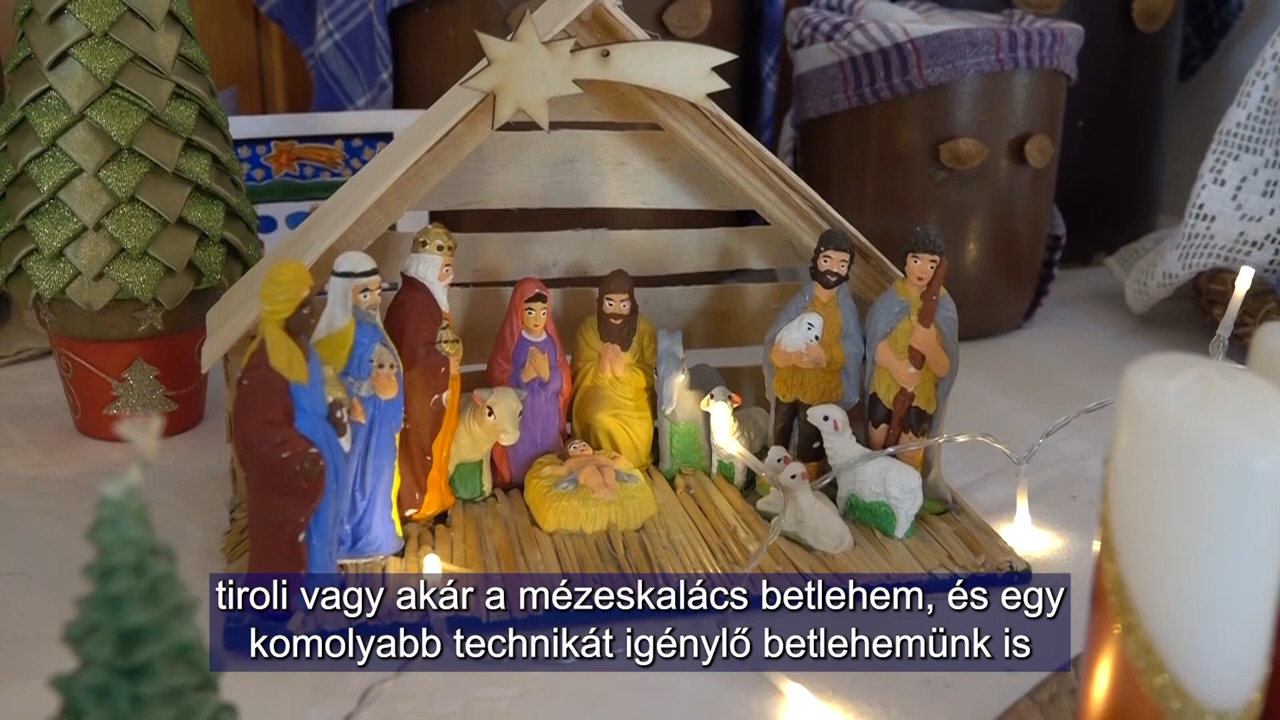 tiroli vagy akár a mézeskalács betlehem, és egy
komolyabb technikát igénylő betlehemünk is